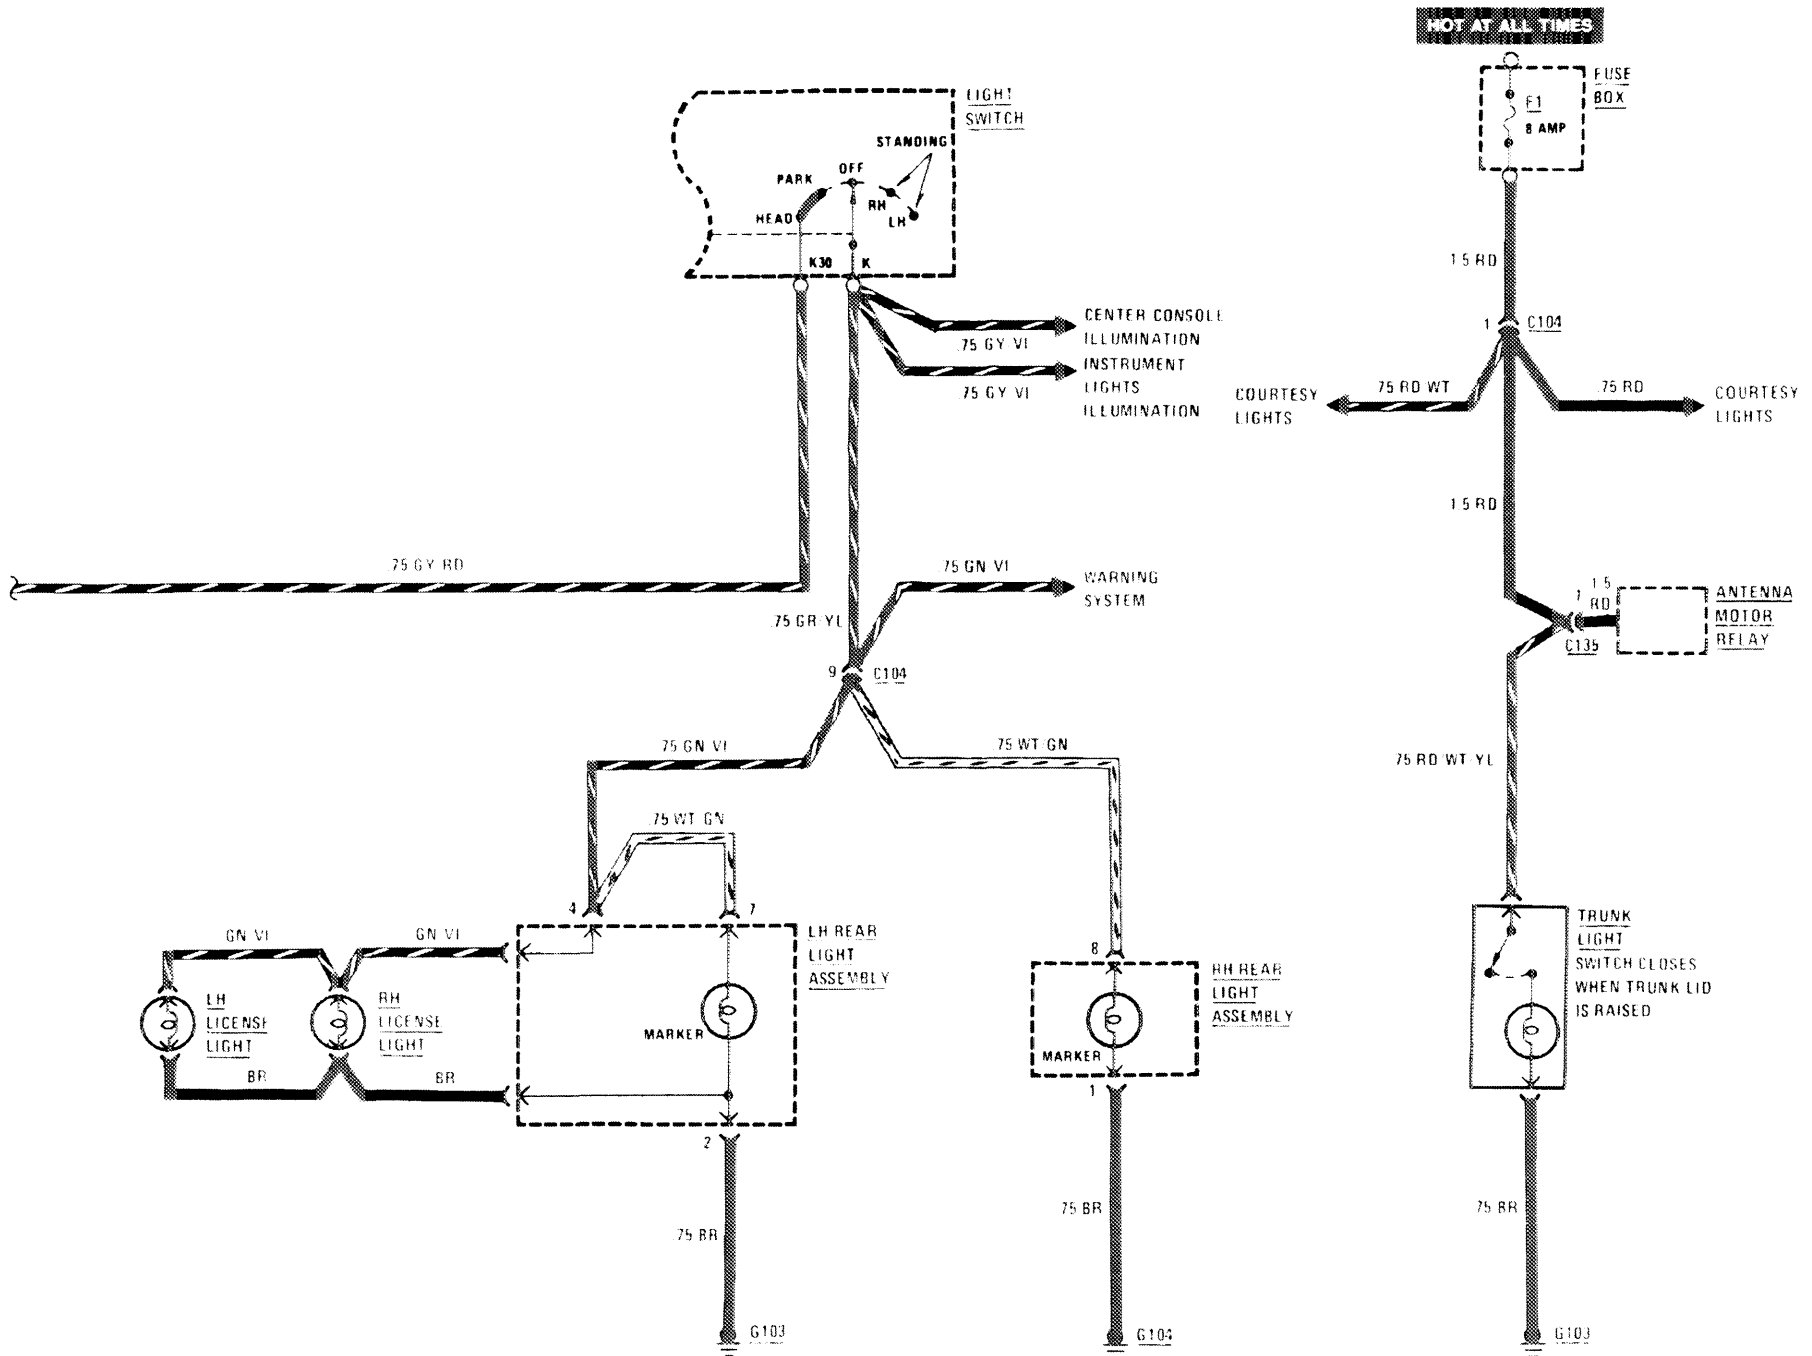 HOT AT ALL TIMES
FUSE
BOX
F1
8 AMP
LIGHT
SWITCH
STANDING
OFF
PARK
RH
HEAD
LH
K30
K
1.5 RD
1
C104
CENTER CONSOLE
ILLUMINATION
.75 GY VI
INSTRUMENT
LIGHTS
ILLUMINATION
.75 GY VI
COURTESY
LIGHTS
.75 RD WT
.75 RD
COURTESY
LIGHTS
1.5 RD
.75 GY RD
.75 GN VI
WARNING
SYSTEM
.75 GR YL
9
C104
1
1.5
RD
C135
ANTENNA
MOTOR
RELAY
.75 GN VI
.75 WT GN
.75 RD WT YL
.75 WT GN
4
7
8
GN VI
GN VI
LH REAR
LIGHT
ASSEMBLY
RH REAR
LIGHT
ASSEMBLY
TRUNK
LIGHT
SWITCH CLOSES
WHEN TRUNK LID
IS RAISED
LH
LICENSE
LIGHT
RH
LICENSE
LIGHT
MARKER
MARKER
BR
BR
2
1
.75 BR
.75 BR
.75 BR
G103
G104
G103